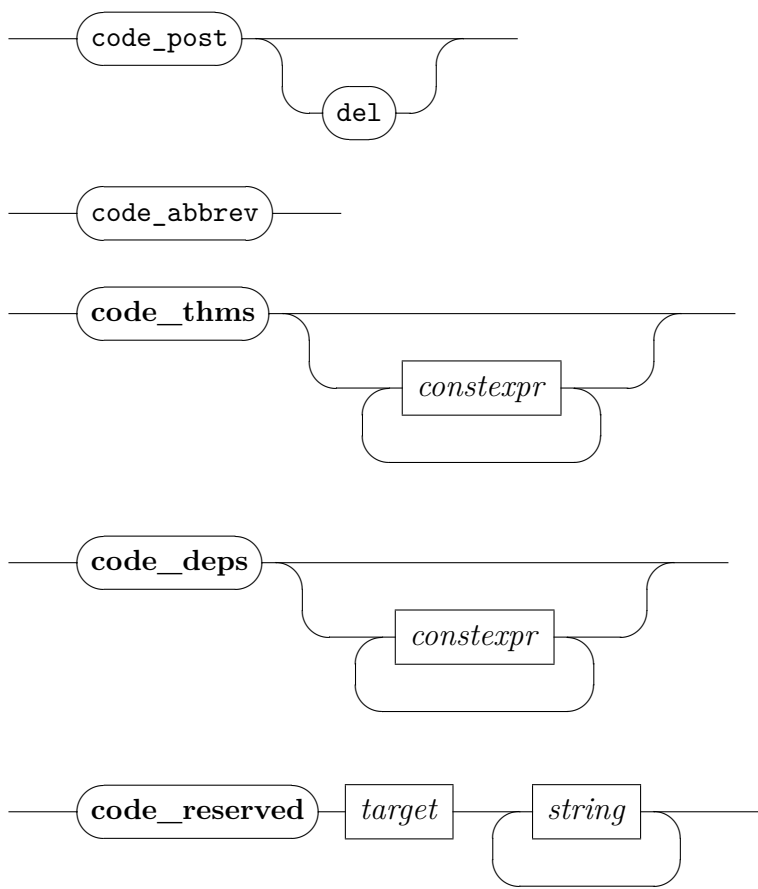 code_post
del
code_abbrev
code_thms
constexpr
code_deps
constexpr
code_reserved target string